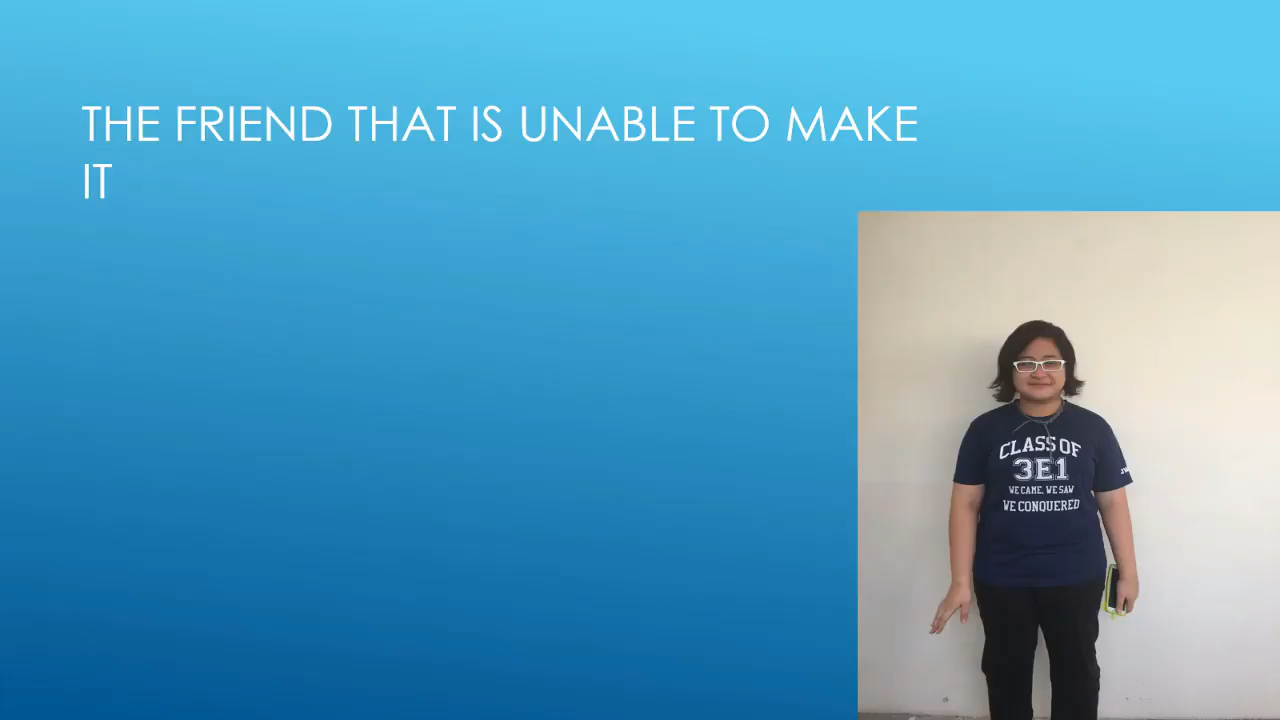 THE FRIEND THAT IS UNABLE TO MAKE
IT
CLASS OF
3E1
WE CAME, WE SAW
WE CONQUERED